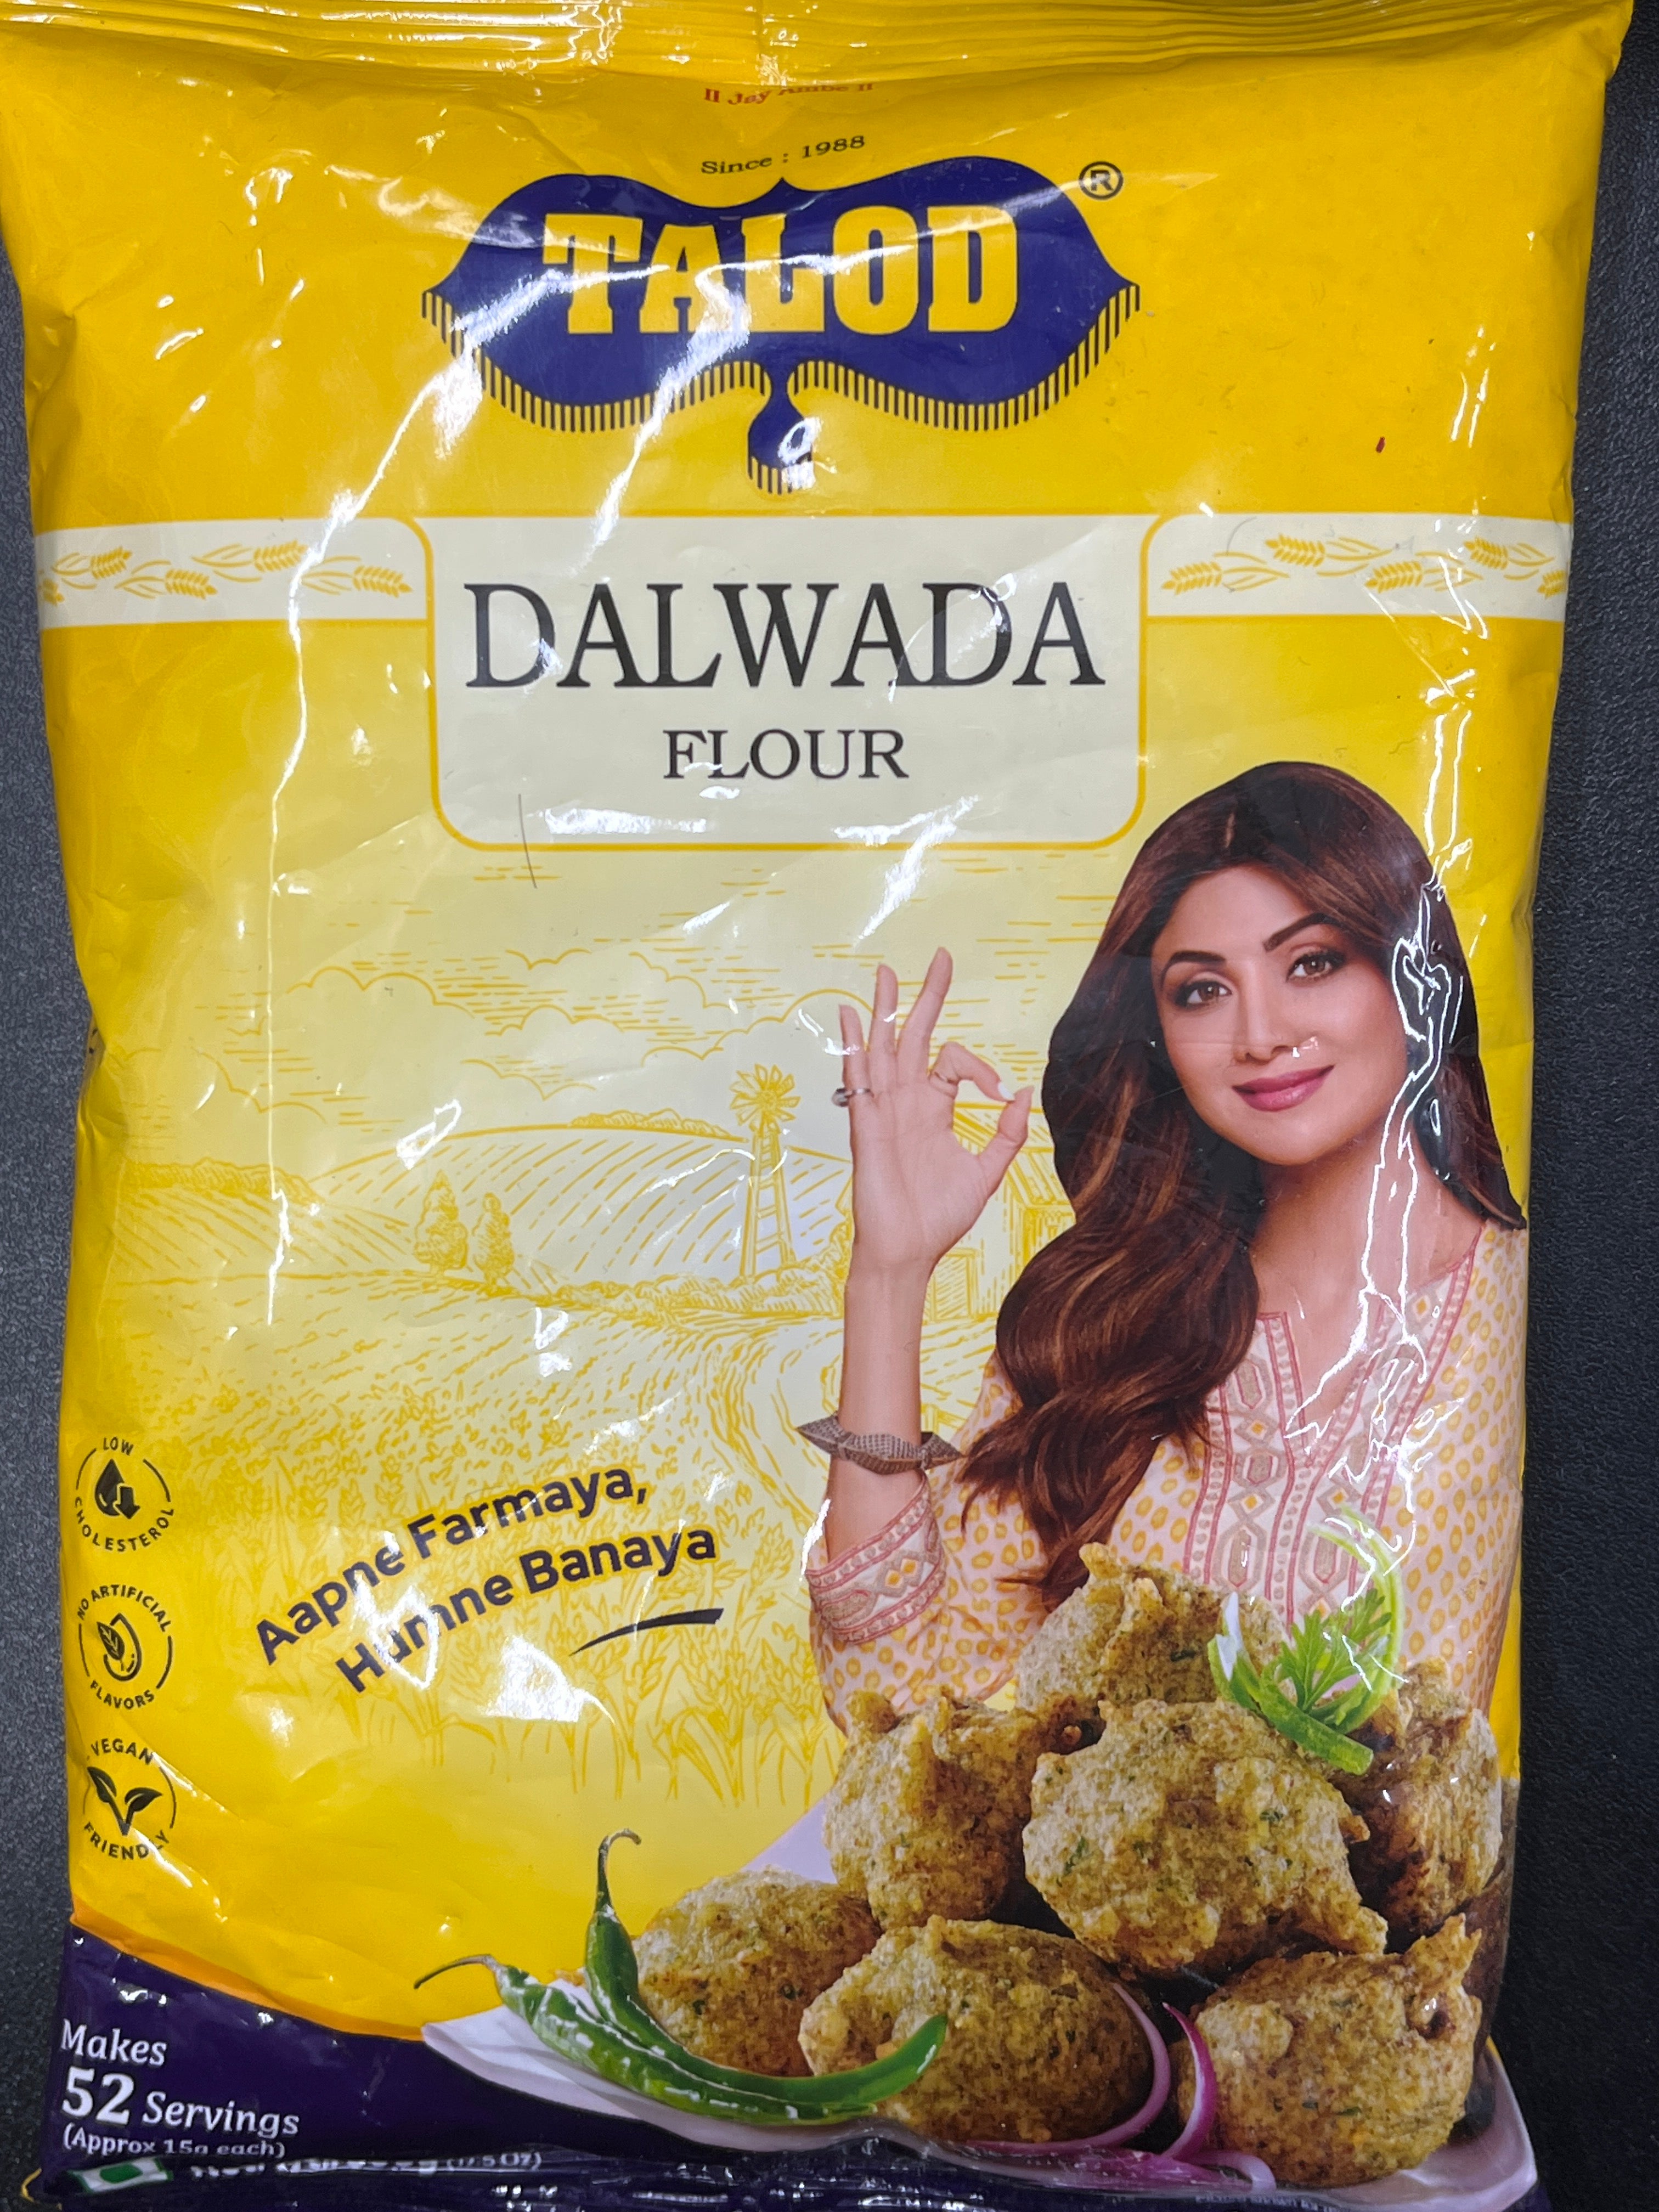 II Jay Ambe II
Since : 1988
TALOD ®
DALWADA
FLOUR
Aapne Farmaya,
Humne Banaya
LOW
CHOLESTEROL
NO ARTIFICIAL
FLAVORS
VEGAN
FRIENDLY
Makes
52 Servings
(Approx 15g each)